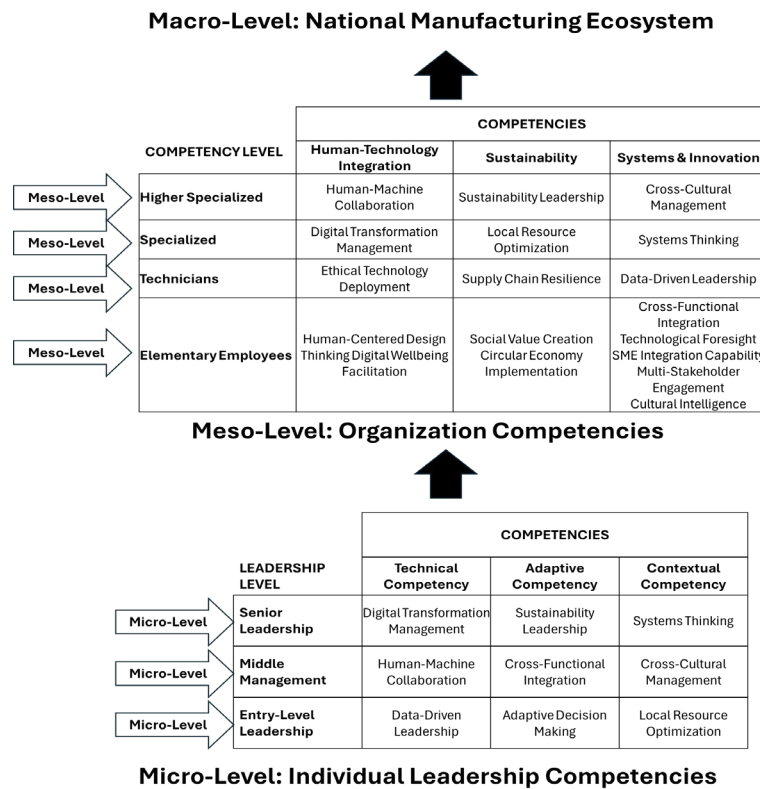 Macro-Level: National Manufacturing Ecosystem
COMPETENCIES
COMPETENCY LEVEL
Human-Technology
Integration
Sustainability
Systems & Innovation
Meso-Level
Higher Specialized
Human-Machine
Collaboration
Sustainability Leadership
Cross-Cultural
Management
Meso-Level
Specialized
Digital Transformation
Management
Local Resource
Optimization
Systems Thinking
Meso-Level
Technicians
Ethical Technology
Deployment
Supply Chain Resilience
Data-Driven Leadership
Meso-Level
Elementary Employees
Human-Centered Design
Thinking Digital Wellbeing
Facilitation
Social Value Creation
Circular Economy
Implementation
Cross-Functional
Integration
Technological Foresight
SME Integration Capability
Multi-Stakeholder
Engagement
Cultural Intelligence
Meso-Level: Organization Competencies
COMPETENCIES
LEADERSHIP
LEVEL
Technical
Competency
Adaptive
Competency
Contextual
Competency
Micro-Level
Senior
Leadership
Digital Transformation
Management
Sustainability
Leadership
Systems Thinking
Micro-Level
Middle
Management
Human-Machine
Collaboration
Cross-Functional
Integration
Cross-Cultural
Management
Micro-Level
Entry-Level
Leadership
Data-Driven
Leadership
Adaptive Decision
Making
Local Resource
Optimization
Micro-Level: Individual Leadership Competencies